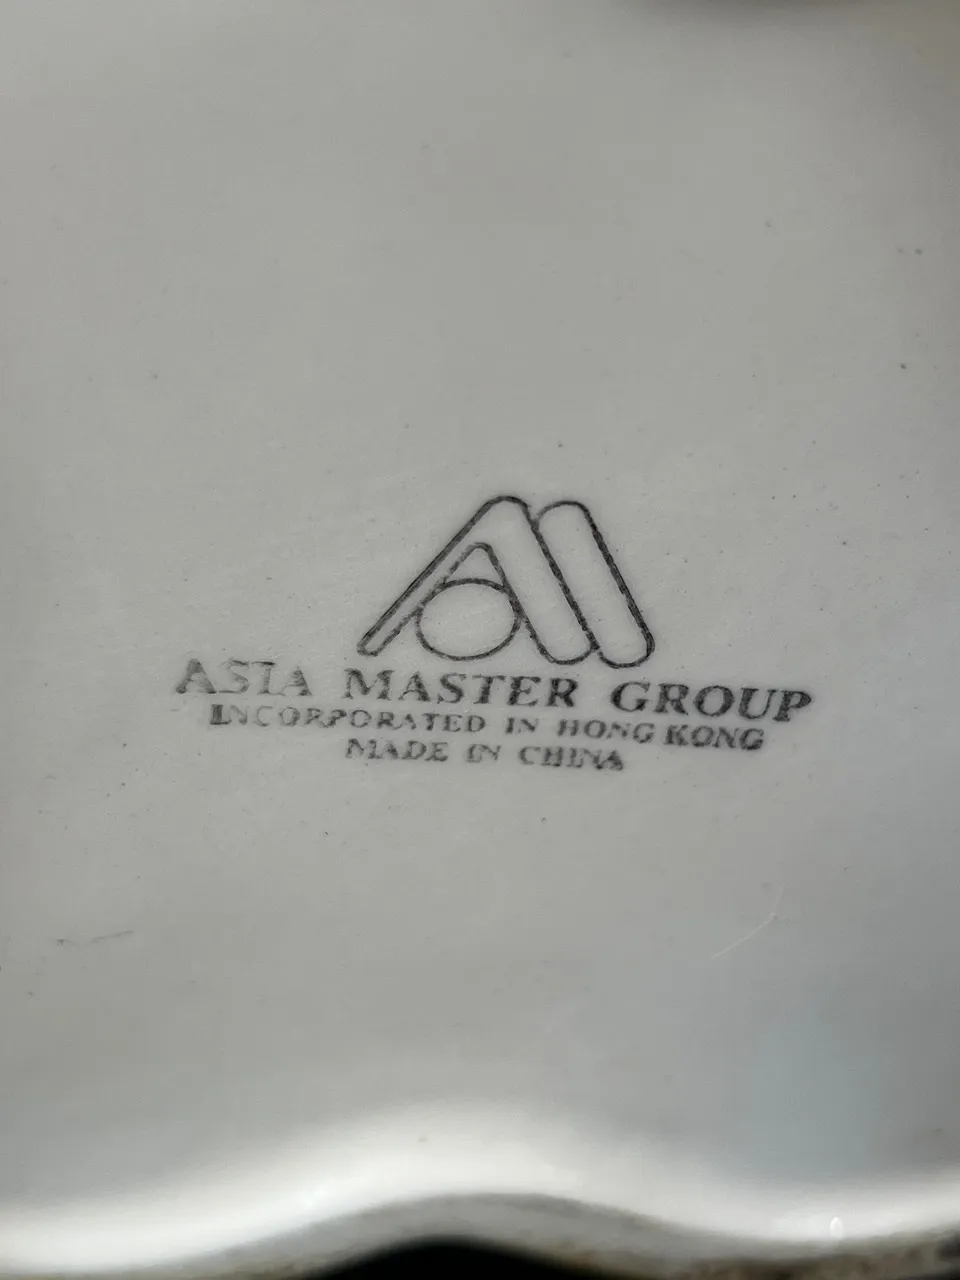 ASIA MASTER GROUP
INCORPORATED IN HONG KONG
MADE IN CHINA